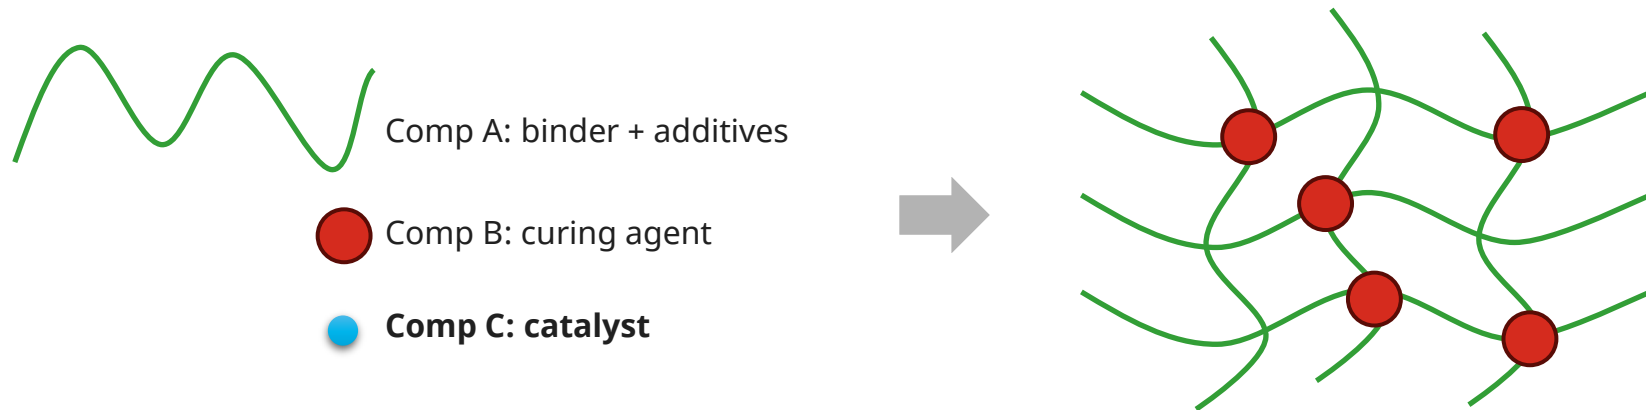 Comp A: binder + additives
Comp B: curing agent
Comp C: catalyst